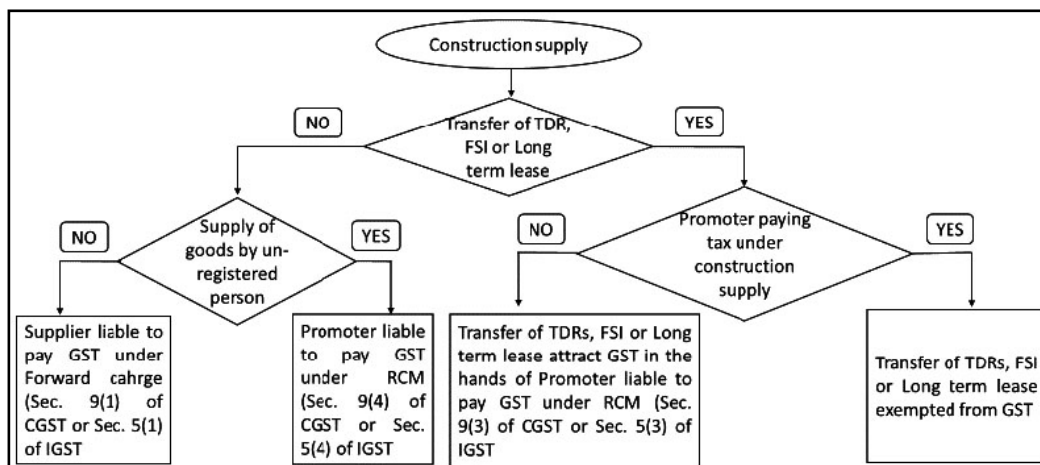 Construction supply
NO
Transfer of TDR,
FSI or Long
term lease
YES
NO
Supply of
goods by un-
registered
person
YES
NO
Promoter paying
tax under
construction
supply
YES
Supplier liable to
pay GST under
Forward cahrge
(Sec. 9(1) of
CGST or Sec. 5(1)
of IGST
Promoter liable
to pay GST
under RCM
(Sec. 9(4) of
CGST or Sec.
5(4) of IGST
Transfer of TDRs, FSI or Long
term lease attract GST in the
hands of Promoter liable to
pay GST under RCM (Sec.
9(3) of CGST or Sec. 5(3) of
IGST
Transfer of TDRs, FSI
or Long term lease
exempted from GST